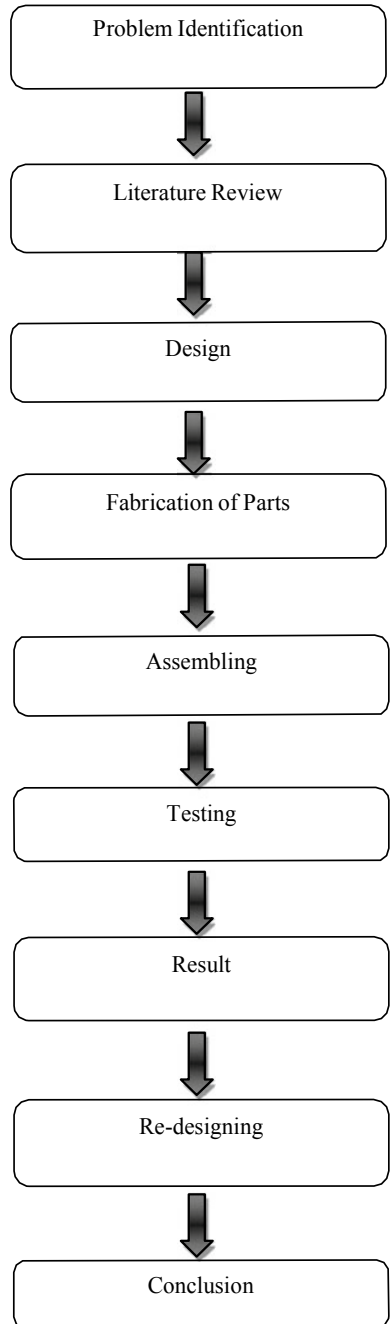 Problem Identification
Literature Review
Design
Fabrication of Parts
Assembling
Testing
Result
Re-designing
Conclusion